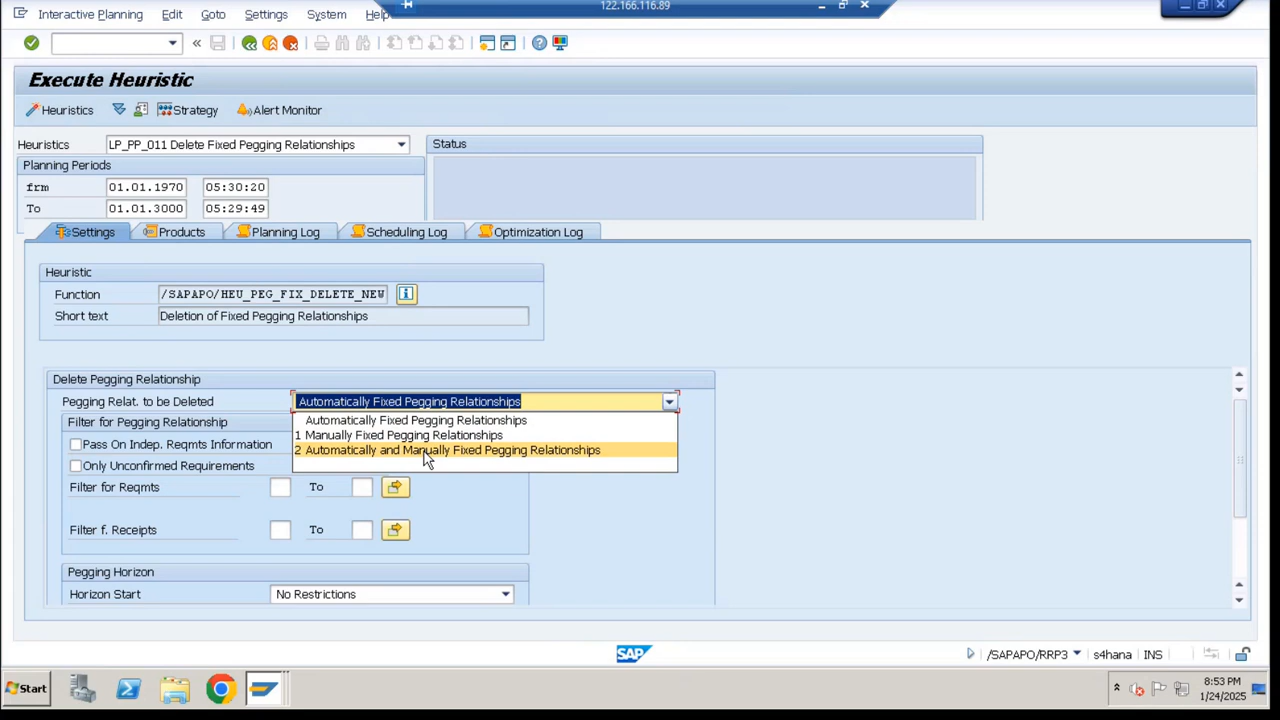 122.166.116.89
Interactive Planning Edit Goto Settings System Help
Execute Heuristic
Heuristics Strategy Alert Monitor
Heuristics LP_PP_011 Delete Fixed Pegging Relationships Status
Planning Periods
frm 01.01.1970 05:30:20
To 01.01.3000 05:29:49
Settings Products Planning Log Scheduling Log Optimization Log
Heuristic
Function /SAPAPO/HEU_PEG_FIX_DELETE_NEW
Short text Deletion of Fixed Pegging Relationships
Delete Pegging Relationship
Pegging Relat. to be Deleted Automatically Fixed Pegging Relationships
Filter for Pegging Relationship Automatically Fixed Pegging Relationships
1 Manually Fixed Pegging Relationships
Pass On Indep. Reqmts Information 2 Automatically and Manually Fixed Pegging Relationships
Only Unconfirmed Requirements
Filter for Reqmts To
Filter f. Receipts To
Pegging Horizon
Horizon Start No Restrictions
SAP /SAPAPO/RRP3 s4hana INS
Start 8:53 PM
1/24/2025